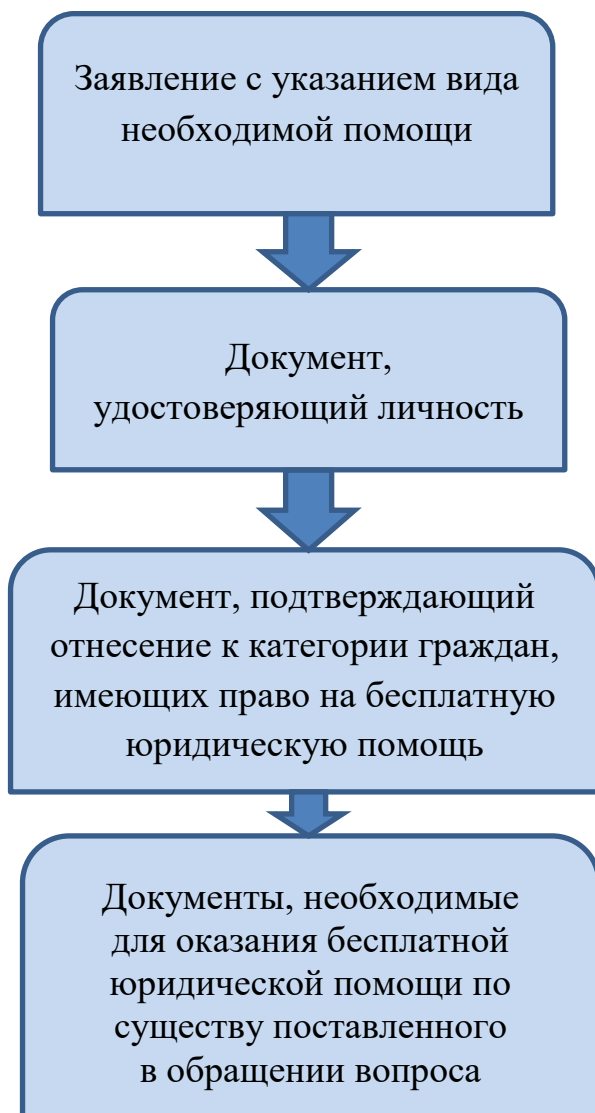 Заявление с указанием вида
необходимой помощи
Документ,
удостоверяющий личность
Документ, подтверждающий
отнесение к категории граждан,
имеющих право на бесплатную
юридическую помощь
Документы, необходимые
для оказания бесплатной
юридической помощи по
существу поставленного
в обращении вопроса